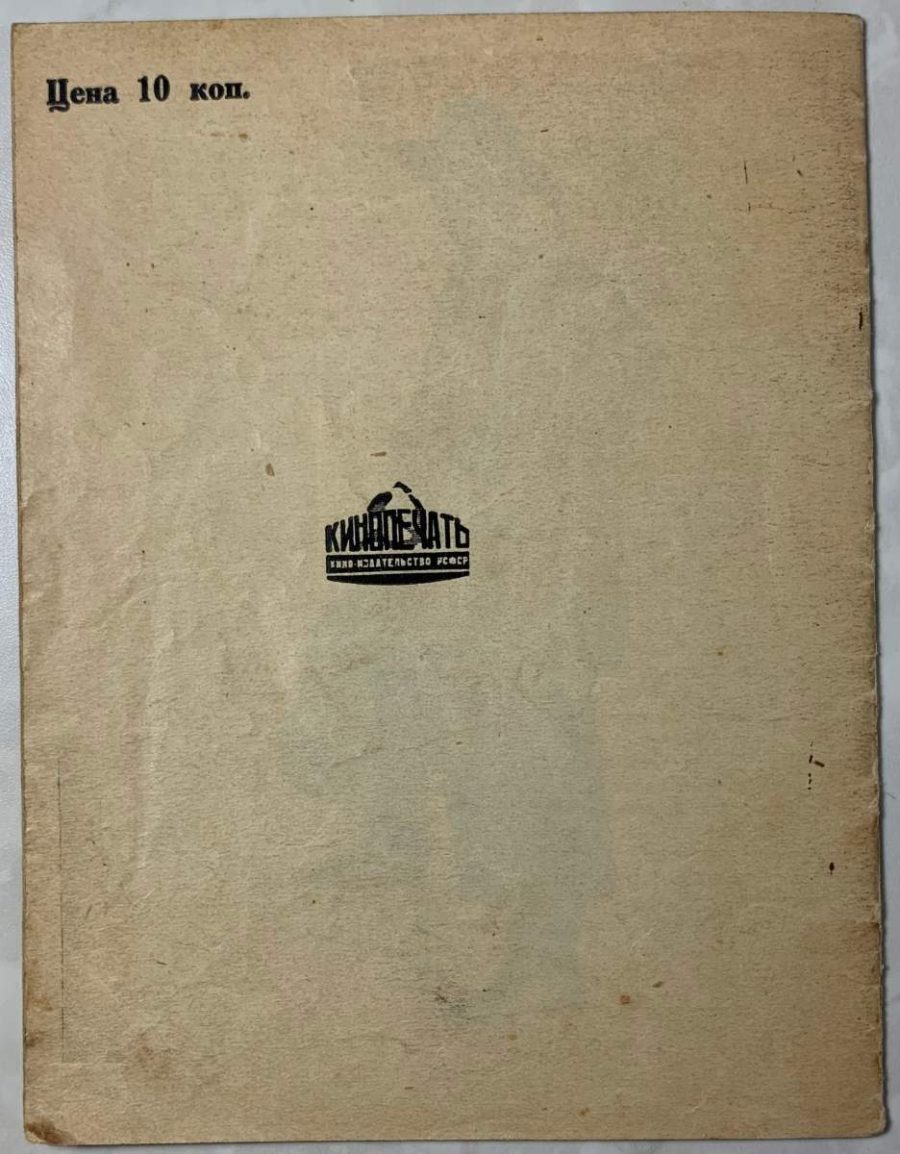 Цена 10 коп.
КИНОПЕЧАТЬ
КИНО-ИЗДАТЕЛЬСТВО РСФСР